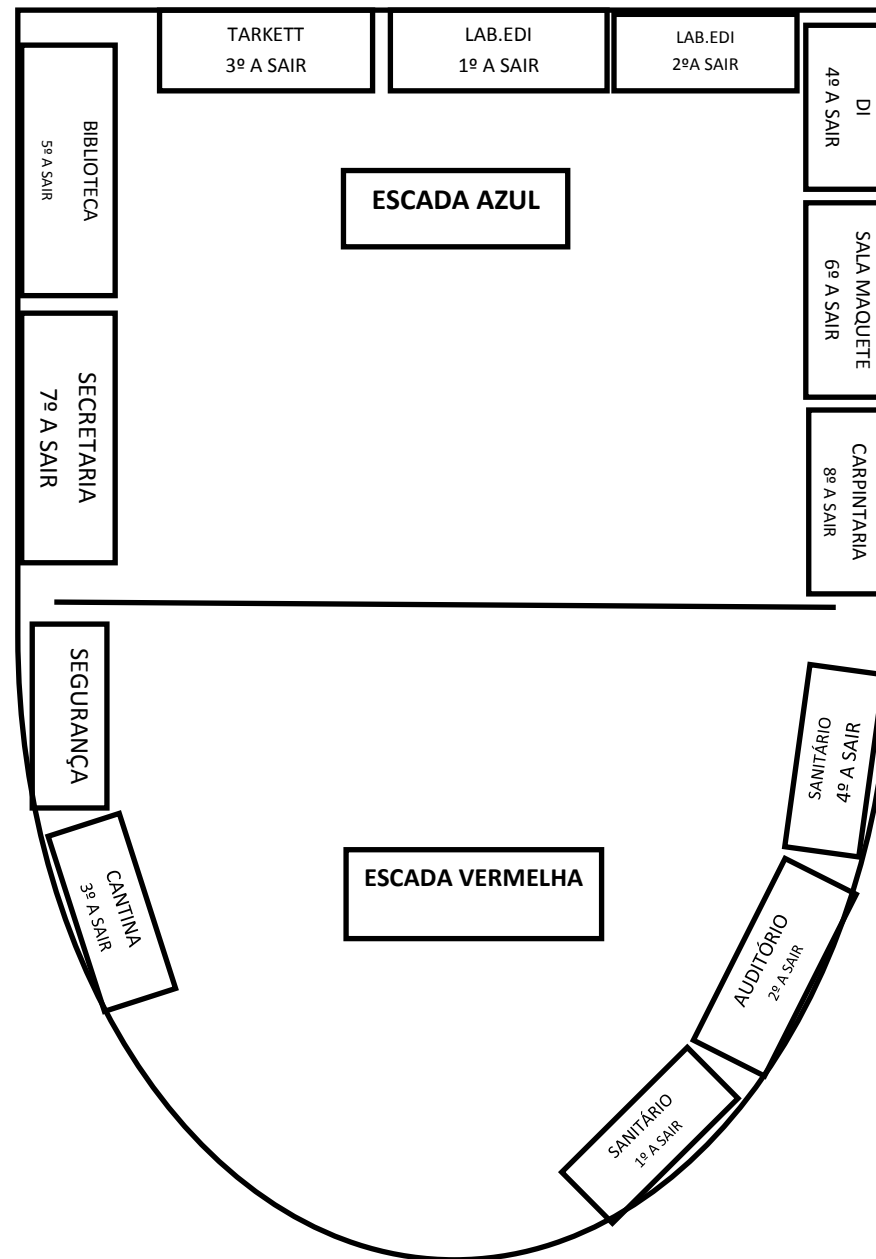 TARKETT
3º A SAIR
LAB.EDI
1º A SAIR
LAB.EDI
2ºA SAIR
DI
4º A SAIR
BIBLIOTECA
5º A SAIR
ESCADA AZUL
SALA MAQUETE
6º A SAIR
SECRETARIA
7º A SAIR
CARPINTARIA
8º A SAIR
SEGURANÇA
SANITÁRIO
4º A SAIR
CANTINA
3º A SAIR
ESCADA VERMELHA
AUDITÓRIO
2º A SAIR
SANITÁRIO
1º A SAIR